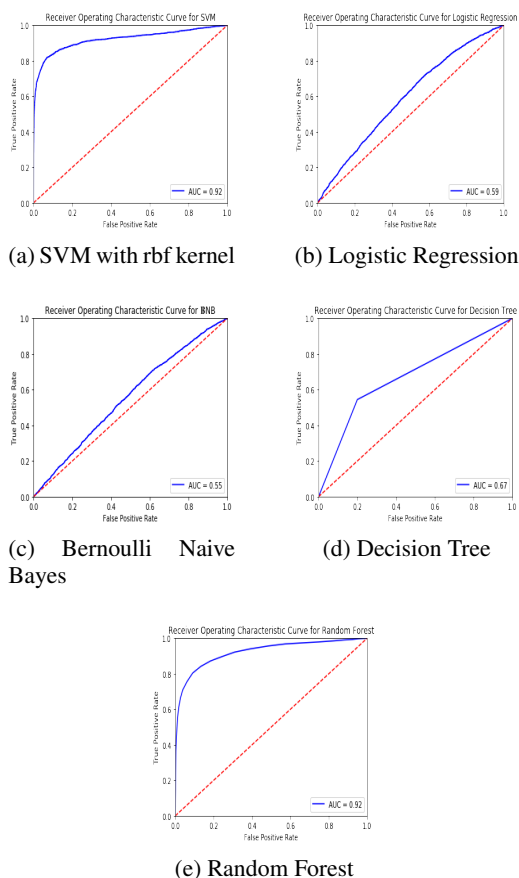 Receiver Operating Characteristic Curve for SVM
1.0
0.8
0.6
0.4
0.2
0.0
True Positive Rate
AUC = 0.92
0.0 0.2 0.4 0.6 0.8 1.0
False Positive Rate
(a) SVM with rbf kernel
Receiver Operating Characteristic Curve for Logistic Regression
1.0
0.8
0.6
0.4
0.2
0.0
True Positive Rate
AUC = 0.59
0.0 0.2 0.4 0.6 0.8 1.0
False Positive Rate
(b) Logistic Regression
Receiver Operating Characteristic Curve for BNB
1.0
0.8
0.6
0.4
0.2
0.0
True Positive Rate
AUC = 0.55
0.0 0.2 0.4 0.6 0.8 1.0
False Positive Rate
(c) Bernoulli Naive
Bayes
Receiver Operating Characteristic Curve for Decision Tree
1.0
0.8
0.6
0.4
0.2
0.0
True Positive Rate
AUC = 0.67
0.0 0.2 0.4 0.6 0.8 1.0
False Positive Rate
(d) Decision Tree
Receiver Operating Characteristic Curve for Random Forest
1.0
0.8
0.6
0.4
0.2
0.0
True Positive Rate
AUC = 0.92
0.0 0.2 0.4 0.6 0.8 1.0
False Positive Rate
(e) Random Forest